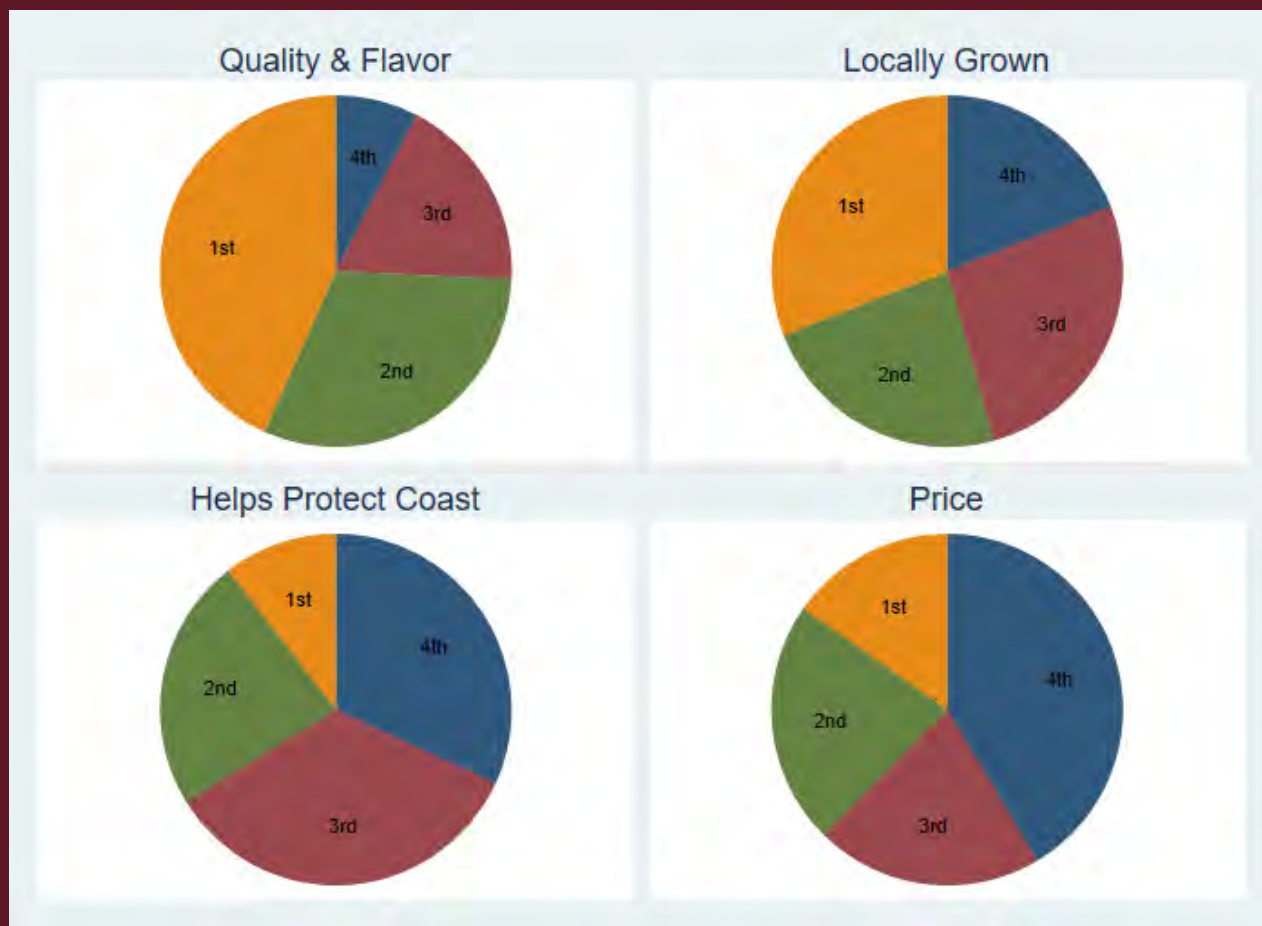 Quality & Flavor
4th
3rd
1st
2nd
Locally Grown
4th
1st
3rd
2nd
Helps Protect Coast
1st
4th
2nd
3rd
Price
1st
4th
2nd
3rd